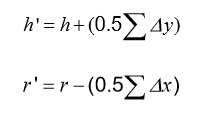 h' = h + (0.5∑Δy)
r' = r − (0.5∑Δx)